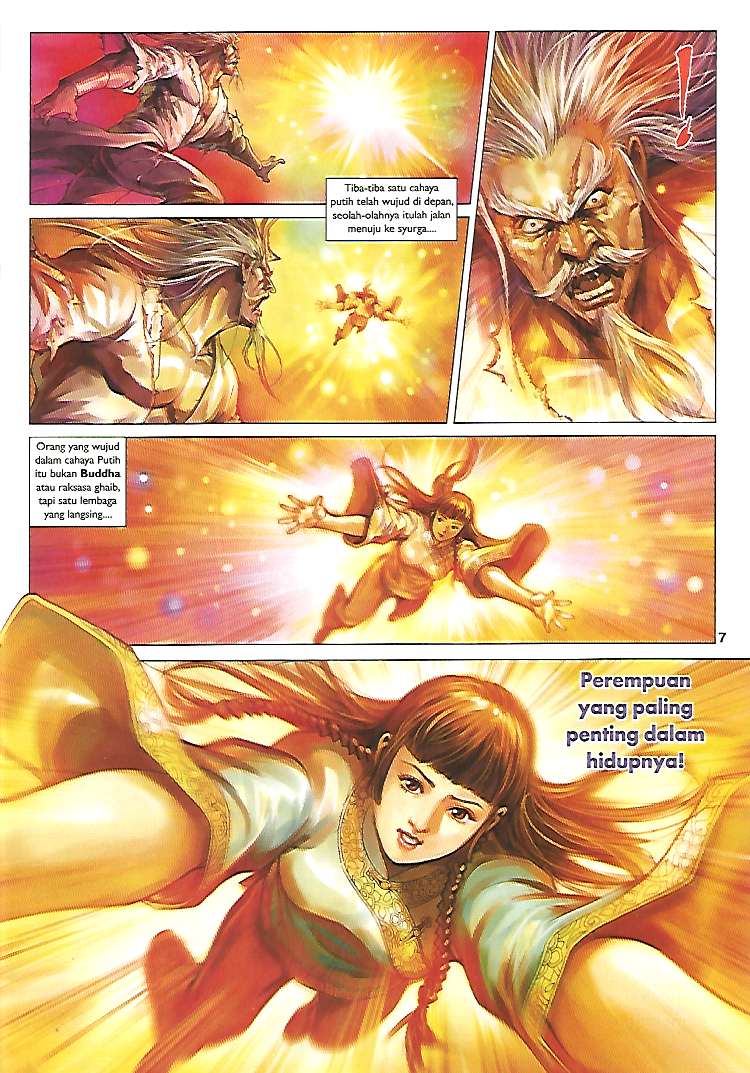 !
Tiba-tiba satu cahaya
putih telah wujud di depan,
seolah-olahnya itulah jalan
menuju ke syurga....
Orang yang wujud
dalam cahaya Putih
itu bukan Buddha
atau raksasa ghaib,
tapi satu lembaga
yang langsing....
7
Perempuan
yang paling
penting dalam
hidupnya!